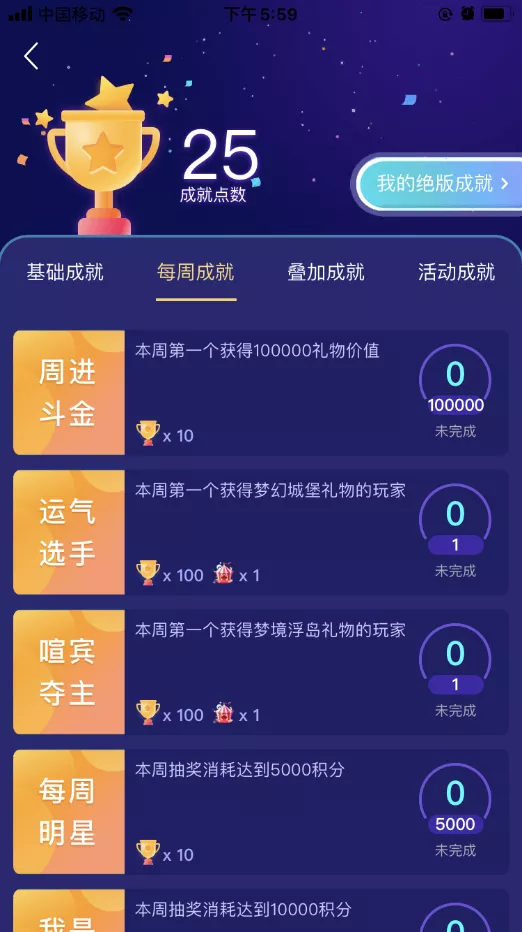 中国移动
下午5:59
25
成就点数
我的绝版成就
基础成就 每周成就 叠加成就 活动成就
周进
斗金
本周第一个获得100000礼物价值
x 10
0
100000
未完成
运气
选手
本周第一个获得梦幻城堡礼物的玩家
x 100 x 1
0
1
未完成
喧宾
夺主
本周第一个获得梦境浮岛礼物的玩家
x 100 x 1
0
1
未完成
每周
明星
本周抽奖消耗达到5000积分
x 10
0
5000
未完成
我是
本周抽奖消耗达到10000积分
0